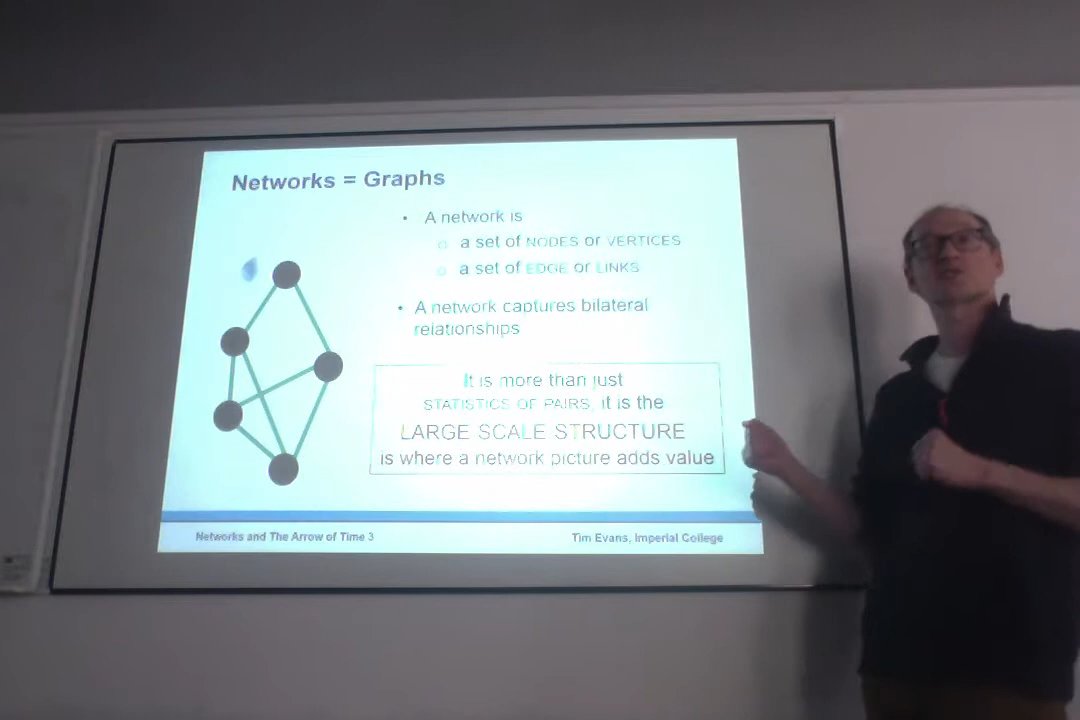 Networks = Graphs
• A network is
o a set of NODES or VERTICES
o a set of EDGE or LINKS
• A network captures bilateral
relationships
It is more than just
STATISTICS OF PAIRS, it is the
LARGE SCALE STRUCTURE
is where a network picture adds value
Networks and The Arrow of Time 3
Tim Evans, Imperial College